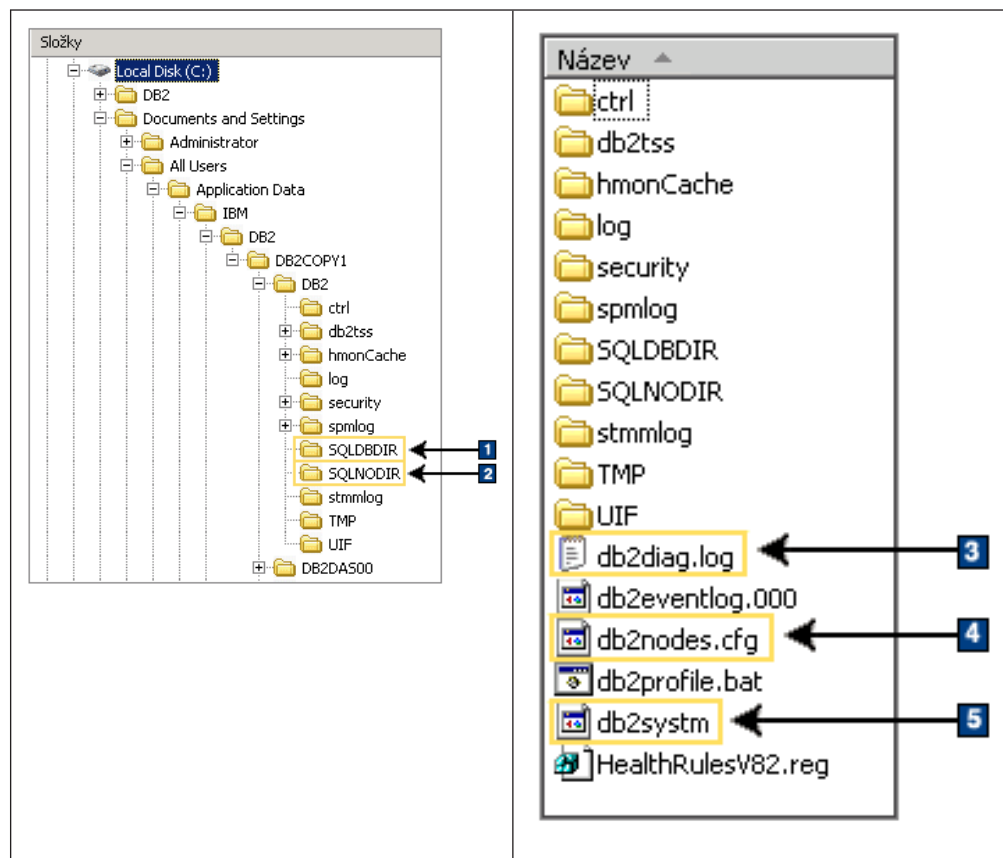 Složky
Local Disk (C:)
DB2
Documents and Settings
Administrator
All Users
Application Data
IBM
DB2
DB2COPY1
DB2
ctrl
db2tss
hmonCache
log
security
spmlog
SQLDBDIR
1
SQLNODIR
2
stmmlog
TMP
UIF
DB2DAS00
Název
ctrl
db2tss
hmonCache
log
security
spmlog
SQLDBDIR
SQLNODIR
stmmlog
TMP
UIF
db2diag.log
3
db2eventlog.000
db2nodes.cfg
4
db2profile.bat
db2systm
5
HealthRulesV82.reg